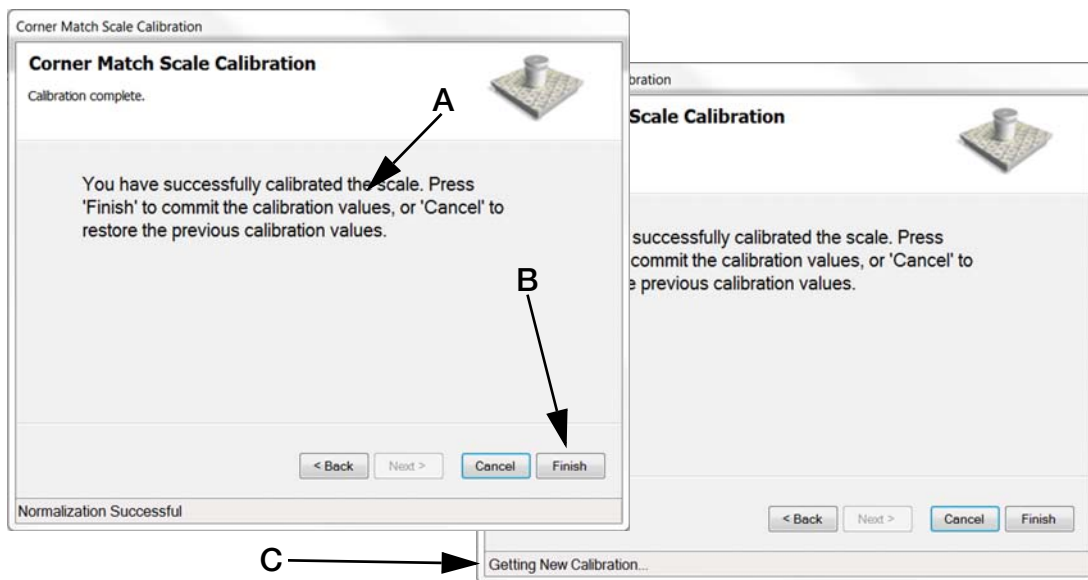 Corner Match Scale Calibration
Corner Match Scale Calibration
Calibration complete.
A
You have successfully calibrated the scale. Press
'Finish' to commit the calibration values, or 'Cancel' to
restore the previous calibration values.
B
< Back Next > Cancel Finish
Normalization Successful
bration
Scale Calibration
successfully calibrated the scale. Press
commit the calibration values, or 'Cancel' to
e previous calibration values.
< Back Next > Cancel Finish
C
Getting New Calibration...